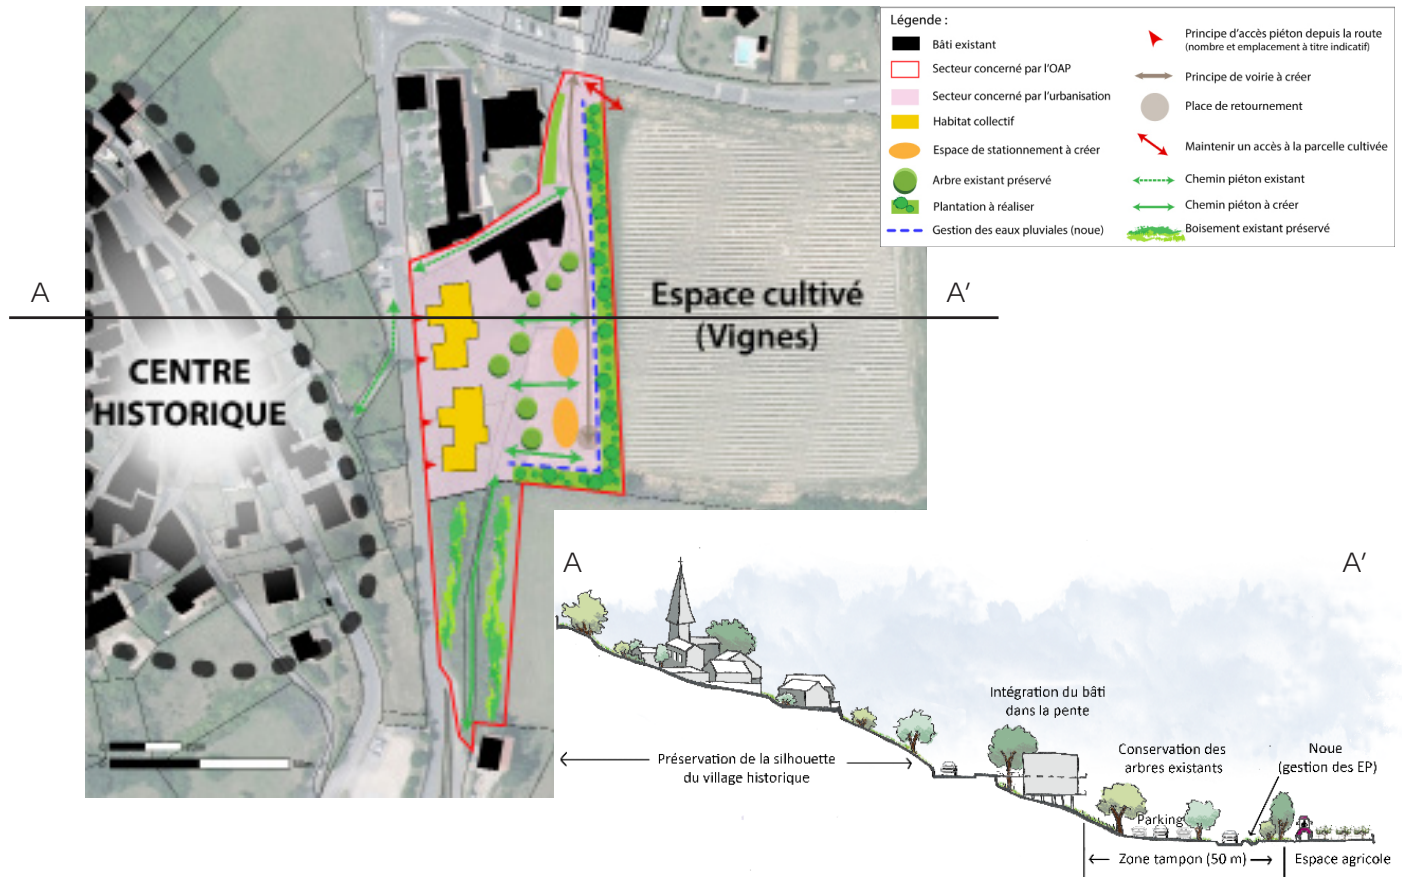 Légende :
Bâti existant
Secteur concerné par l'OAP
Secteur concerné par l'urbanisation
Habitat collectif
Espace de stationnement à créer
Arbre existant préservé
Plantation à réaliser
Gestion des eaux pluviales (noue)
Principe d'accès piéton depuis la route
(nombre et emplacement à titre indicatif)
Principe de voirie à créer
Place de retournement
Maintenir un accès à la parcelle cultivée
Chemin piéton existant
Chemin piéton à créer
Boisement existant préservé
A
A'
Espace cultivé
(Vignes)
CENTRE
HISTORIQUE
A
A'
Intégration du bâti
dans la pente
Préservation de la silhouette
du village historique
Conservation des
arbres existants
Noue
(gestion des EP)
Parking
Zone tampon (50 m)
Espace agricole